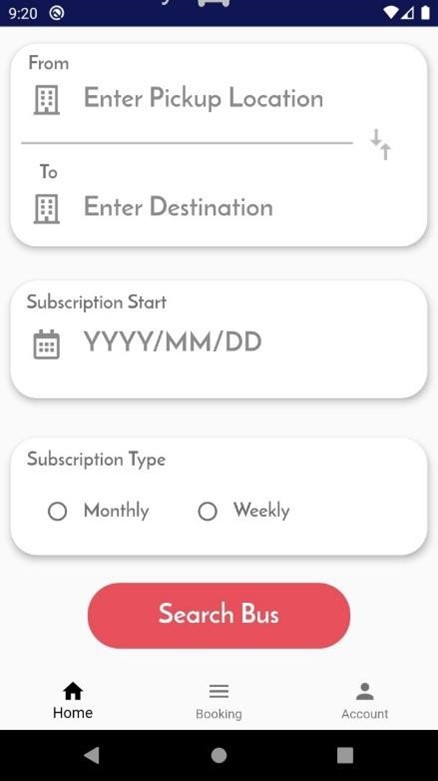 9:20
From
Enter Pickup Location
To
Enter Destination
Subscription Start
YYYY/MM/DD
Subscription Type
Monthly Weekly
Search Bus
Home Booking Account